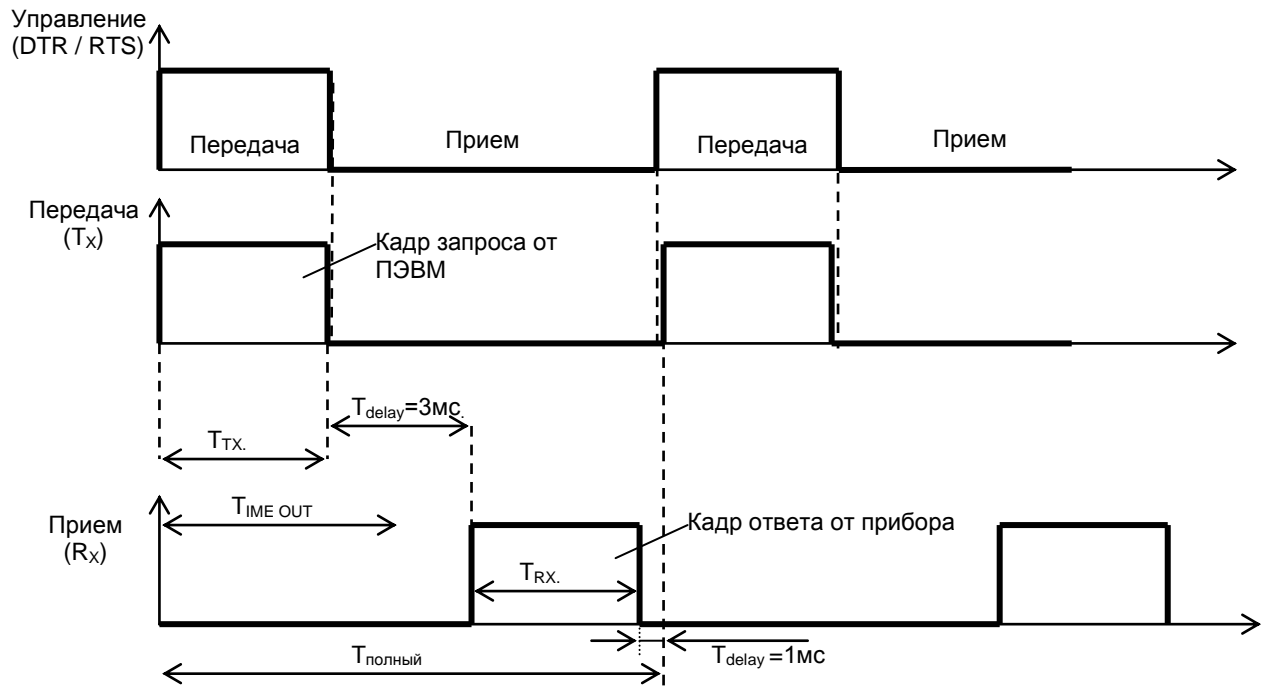 Управление
(DTR / RTS)
Передача
Прием
Передача
Прием
Передача
(TX)
Кадр запроса от
ПЭВМ
Tdelay=3мс.
TTX.
TIME OUT
Прием
(RX)
Кадр ответа от прибора
TRX.
Tполный
Tdelay =1мс